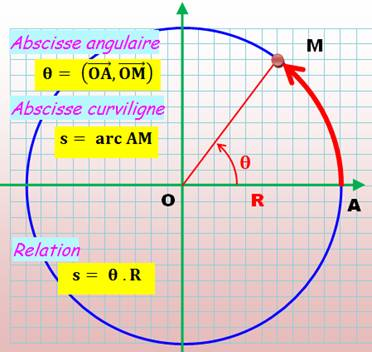 Abscisse angulaire
θ = (OA, OM)
Abscisse curviligne
s = arc AM
Relation
s = θ . R
M
θ
O
R
A